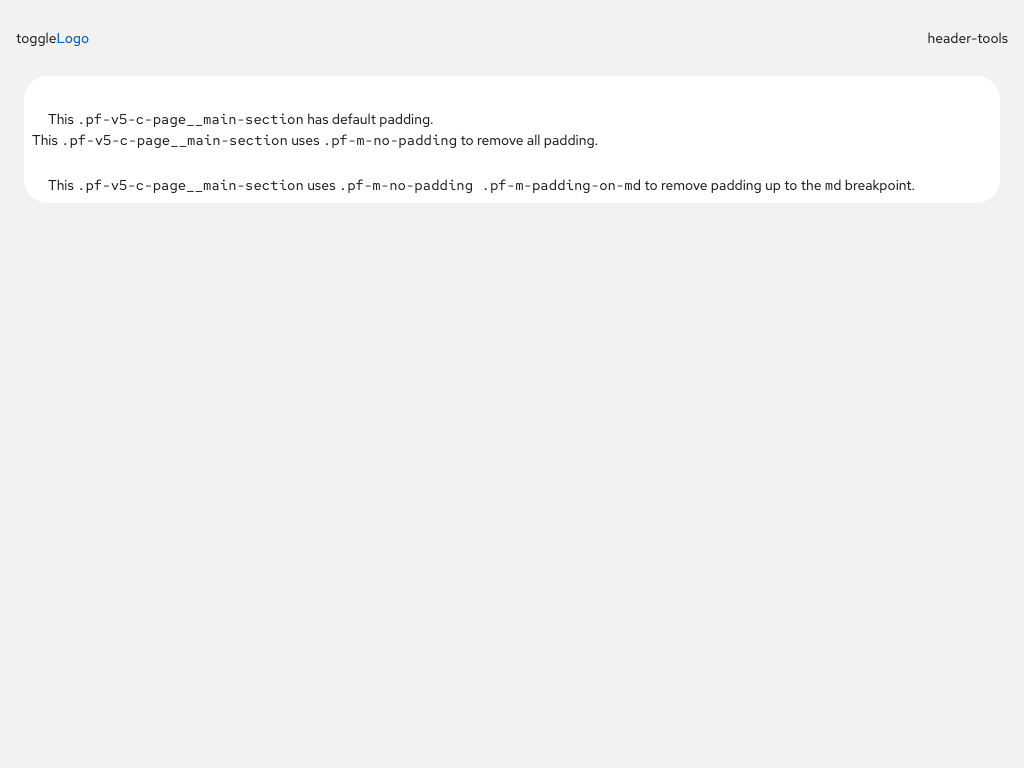 toggleLogo
header-tools
This .pf-v5-c-page__main-section has default padding.
This .pf-v5-c-page__main-section uses .pf-m-no-padding to remove all padding.
This .pf-v5-c-page__main-section uses .pf-m-no-padding .pf-m-padding-on-md to remove padding up to the md breakpoint.